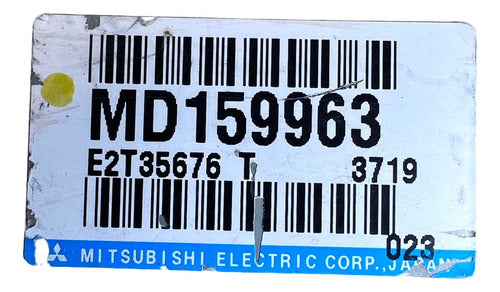 MD159963
E2T35676 T 3719
023
MITSUBISHI ELECTRIC CORP., JAPAN